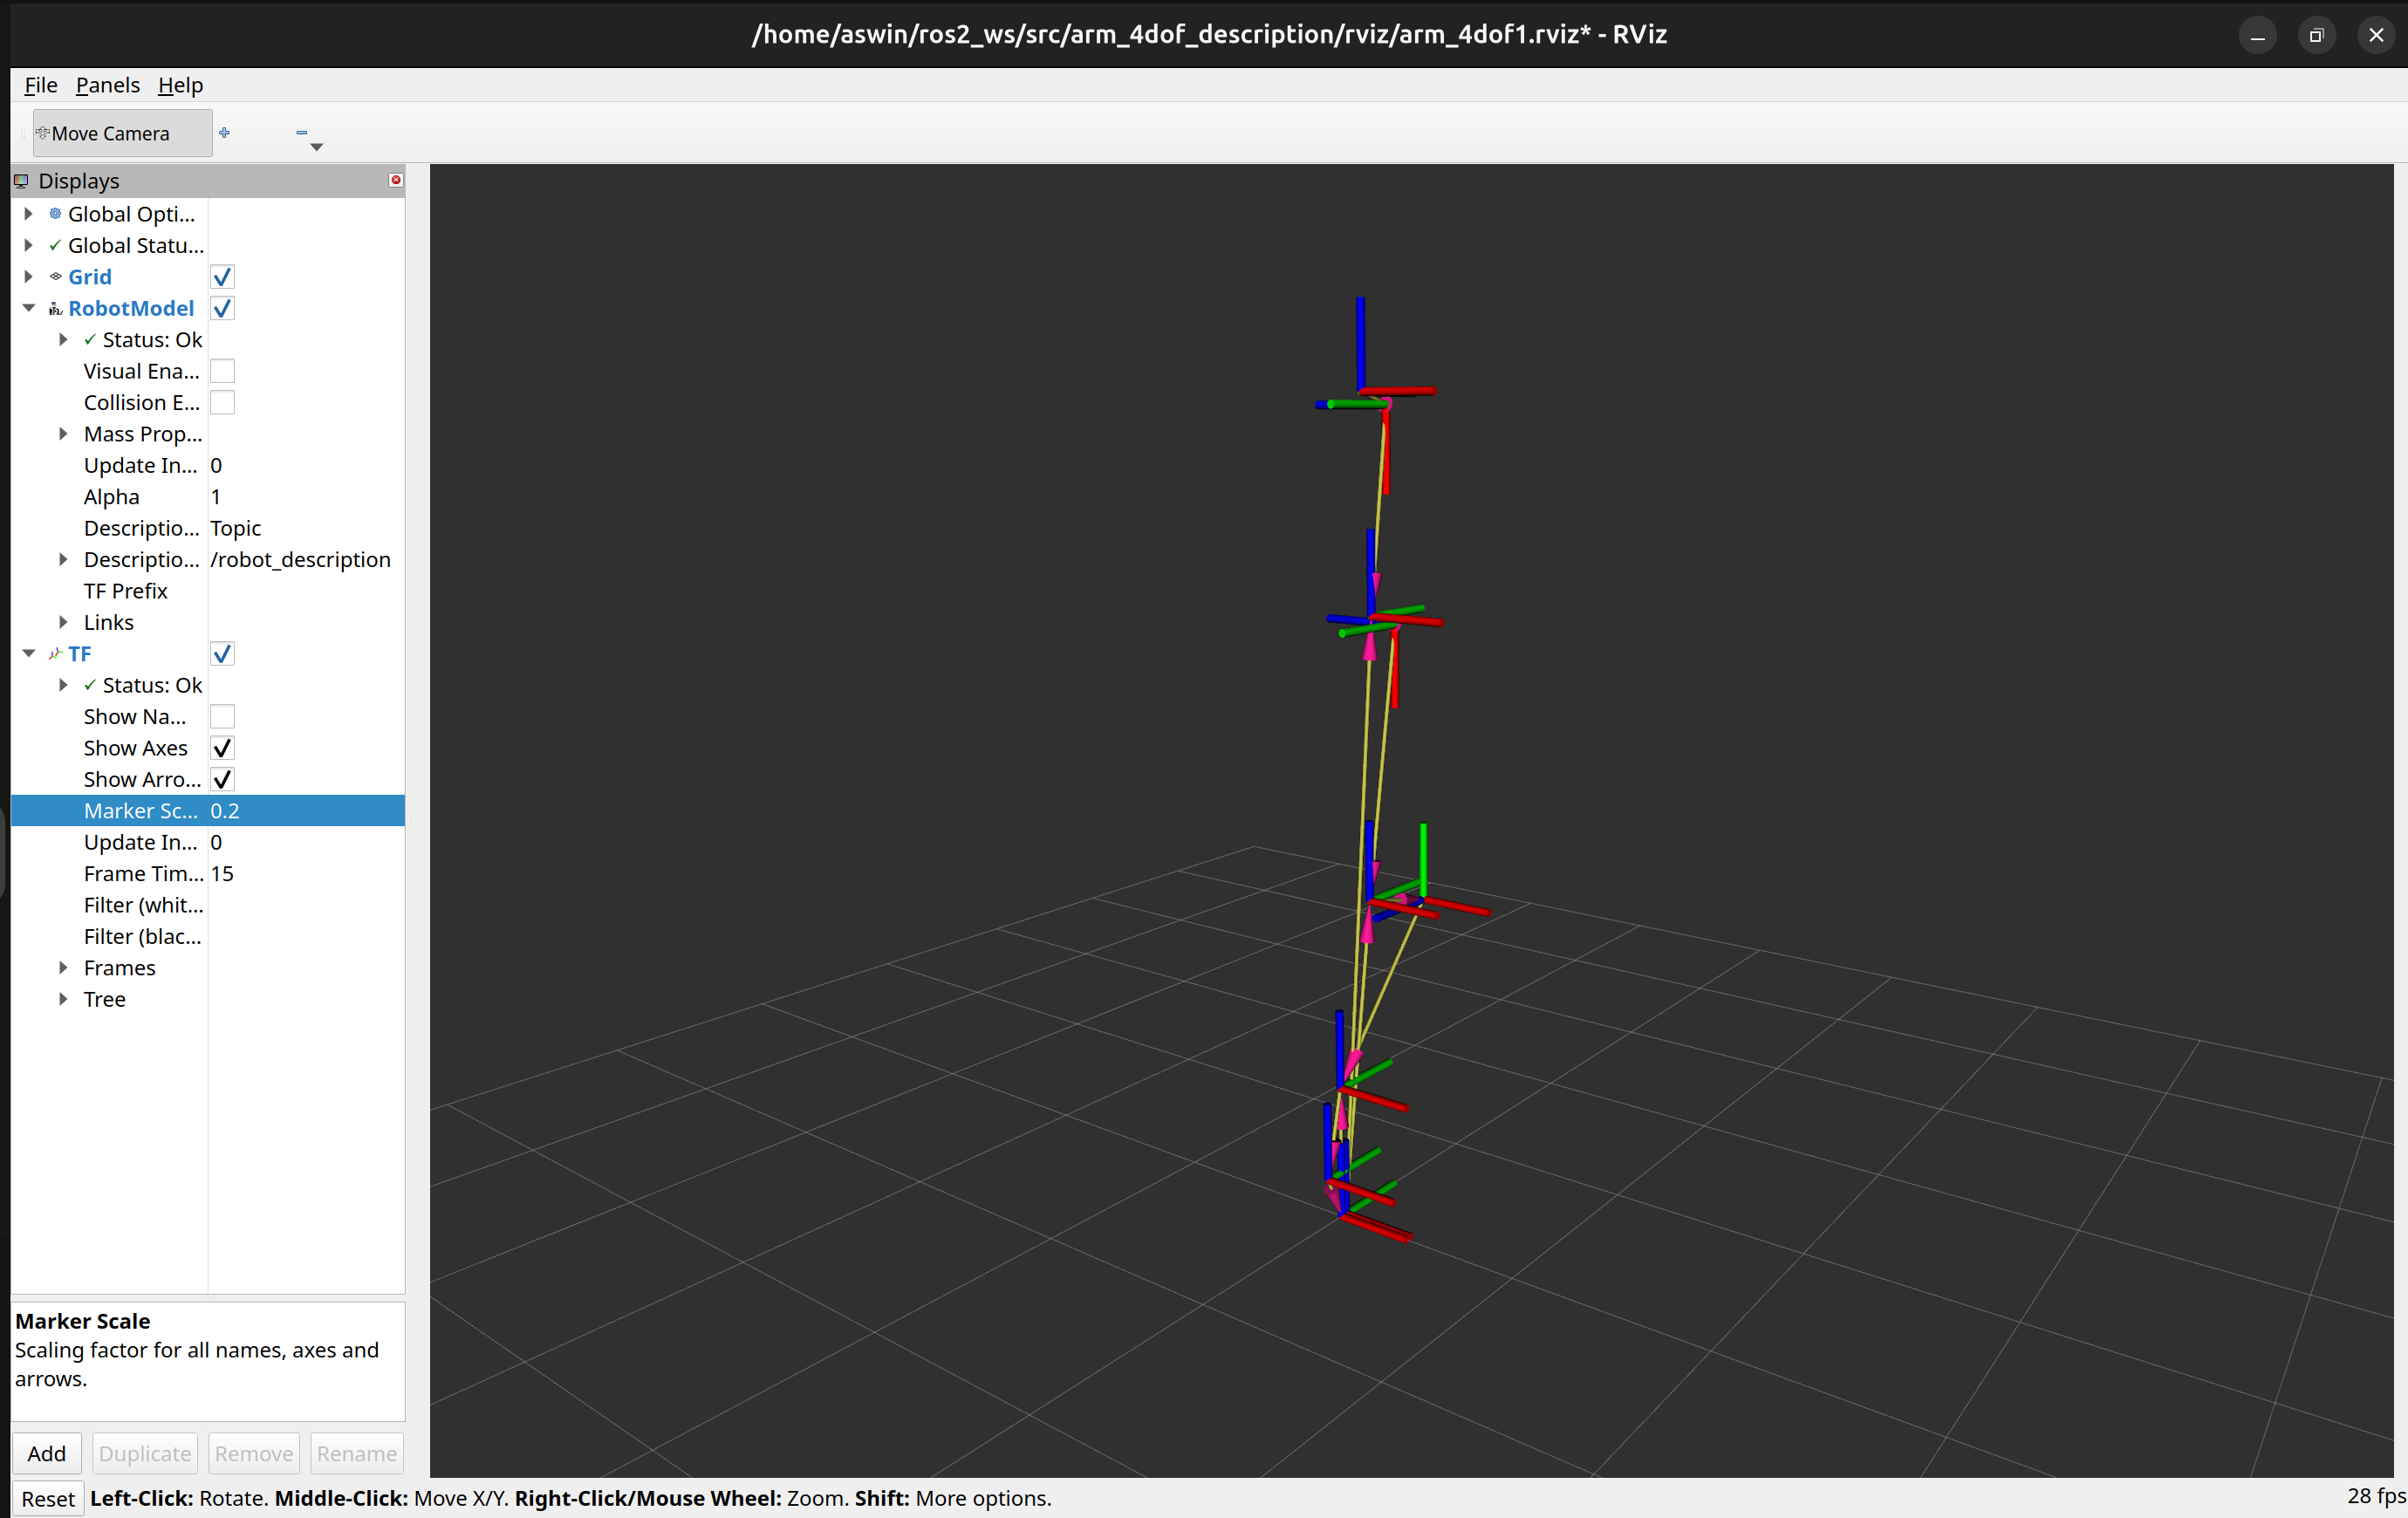 /home/aswin/ros2_ws/src/arm_4dof_description/rviz/arm_4dof1.rviz* - RViz
File Panels Help
Move Camera
Displays
Global Opti...
Global Statu...
Grid
RobotModel
Status: Ok
Visual Ena...
Collision E...
Mass Prop...
Update In... 0
Alpha 1
Descriptio... Topic
Descriptio... /robot_description
TF Prefix
Links
TF
Status: Ok
Show Na...
Show Axes
Show Arro...
Marker Sc... 0.2
Update In... 0
Frame Tim... 15
Filter (whit...
Filter (blac...
Frames
Tree
Marker Scale
Scaling factor for all names, axes and
arrows.
Add Duplicate Remove Rename
Reset Left-Click: Rotate. Middle-Click: Move X/Y. Right-Click/Mouse Wheel: Zoom. Shift: More options. 28 fps